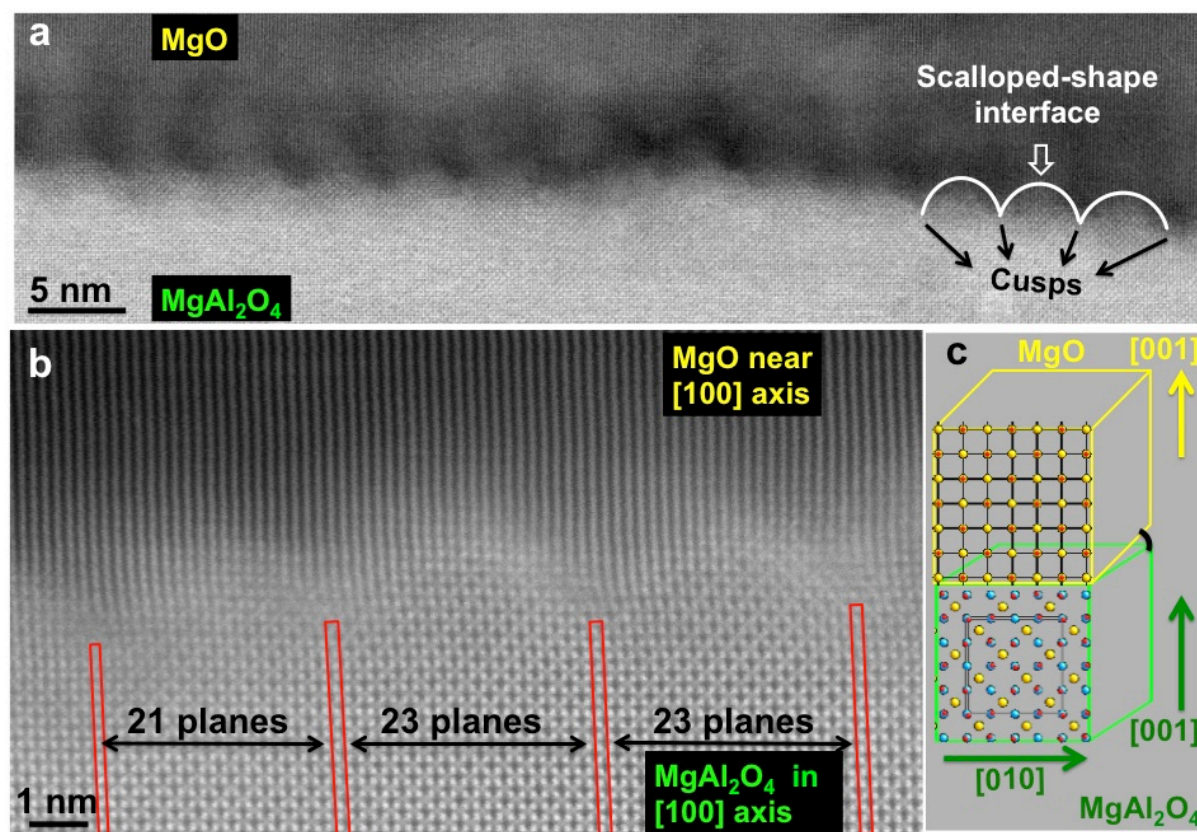 a
MgO
Scalloped-shape
interface
Cusps
5 nm
MgAl₂O₄
b
MgO near
[100] axis
21 planes
23 planes
23 planes
MgAl₂O₄ in
[100] axis
1 nm
c
MgO
[001]
[001]
[010]
MgAl₂O₄